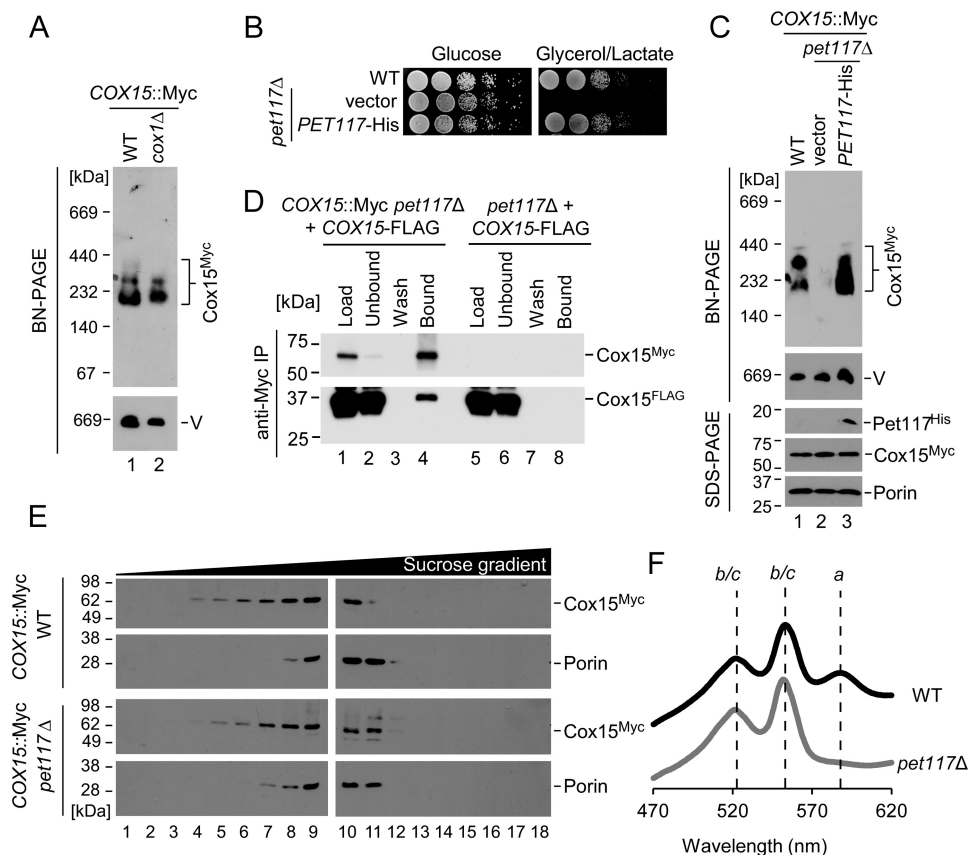 A
COX15::Myc
WT
cox1Δ
[kDa]
669
440
232
140
67
BN-PAGE
Cox15Myc
669
V
1 2
B
Glucose Glycerol/Lactate
WT
vector
PET117-His
pet117Δ
C
COX15::Myc
pet117Δ
WT
vector
PET117-His
[kDa]
669
440
232
140
BN-PAGE
Cox15Myc
669
V
20
Pet117His
75
50
Cox15Myc
37
25
Porin
SDS-PAGE
1 2 3
D
COX15::Myc pet117Δ
+ COX15-FLAG
pet117Δ +
COX15-FLAG
Load
Unbound
Wash
Bound
Load
Unbound
Wash
Bound
[kDa]
75
50
Cox15Myc
37
25
Cox15FLAG
anti-Myc IP
1 2 3 4 5 6 7 8
E
Sucrose gradient
COX15::Myc
WT
98
62
49
Cox15Myc
38
28
Porin
COX15::Myc
pet117Δ
98
62
49
Cox15Myc
38
28
Porin
[kDa]
1 2 3 4 5 6 7 8 9 10 11 12 13 14 15 16 17 18
F
b/c b/c a
WT
pet117Δ
470 520 570 620
Wavelength (nm)